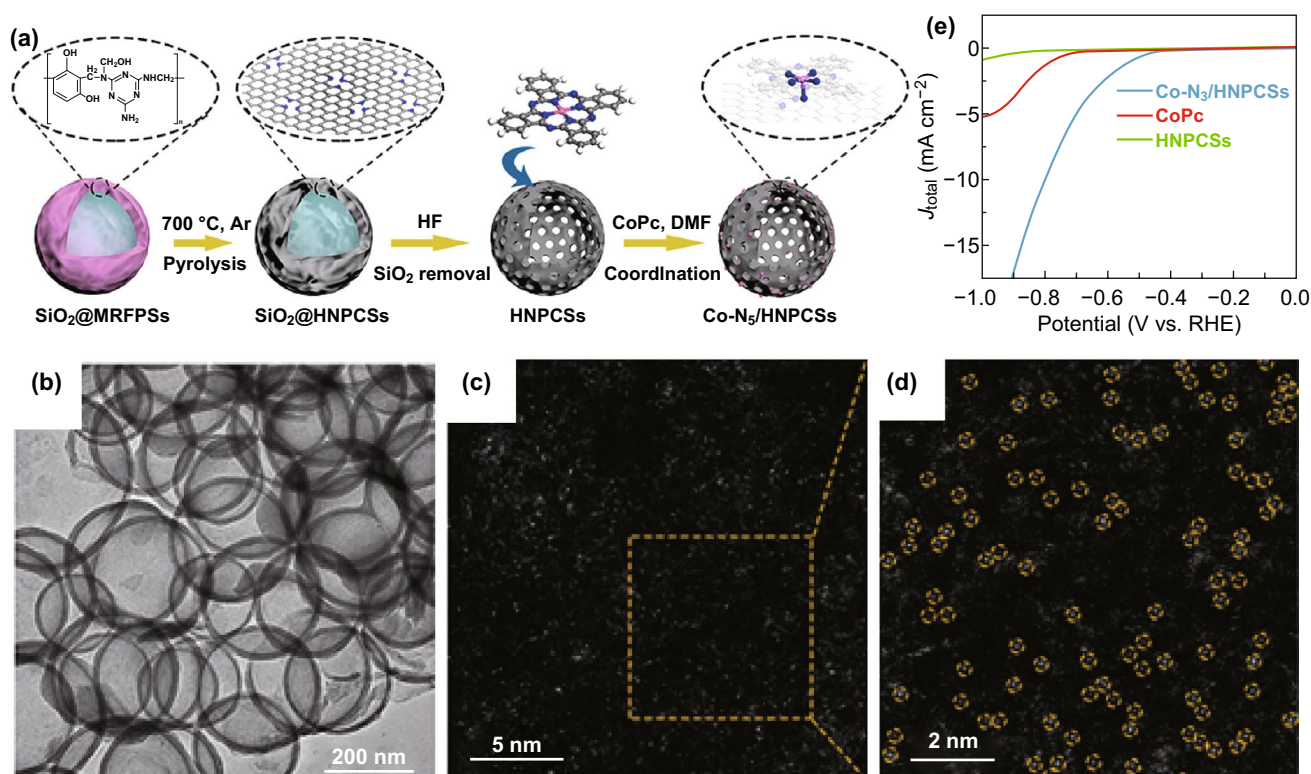 (a)
OH
OH
H₂
C
CH₂OH
N
N
N
N
NHCH₂
NH₂
n
700 °C, Ar
Pyrolysis
HF
SiO₂ removal
CoPc, DMF
CoordInation
SiO₂@MRFPSs
SiO₂@HNPCSs
HNPCSs
Co-N₅/HNPCSs
(e)
0
−5
−10
−15
J_total (mA cm⁻²)
Co-N₃/HNPCSs
CoPc
HNPCSs
−1.0 −0.8 −0.6 −0.4 −0.2 0.0
Potential (V vs. RHE)
(b)
200 nm
(c)
5 nm
(d)
2 nm